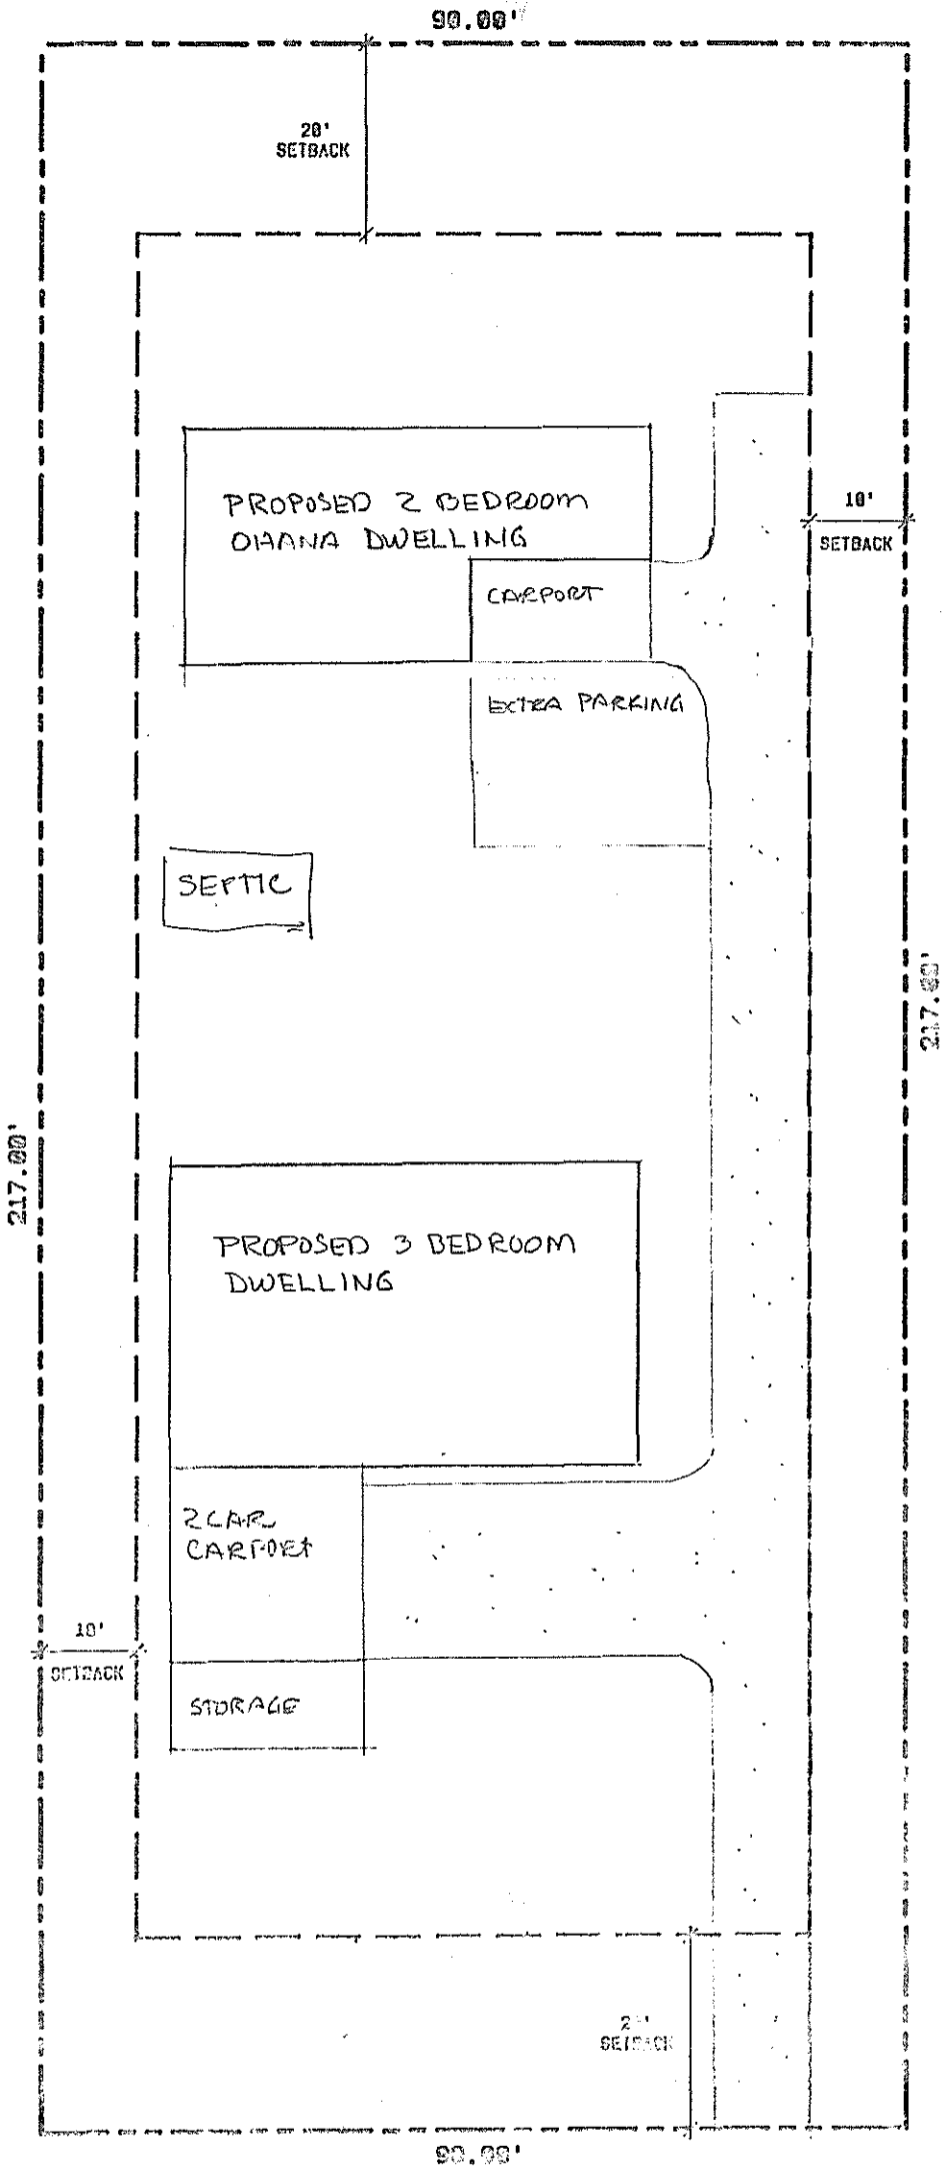 90.00'
20'
SETBACK
PROPOSED 2 BEDROOM
OHANA DWELLING
10'
SETBACK
CARPORT
EXTRA PARKING
SEPTIC
217.00'
217.00'
PROPOSED 3 BEDROOM
DWELLING
2 CAR
CARPORT
10'
SETBACK
STORAGE
SETBACK
90.00'